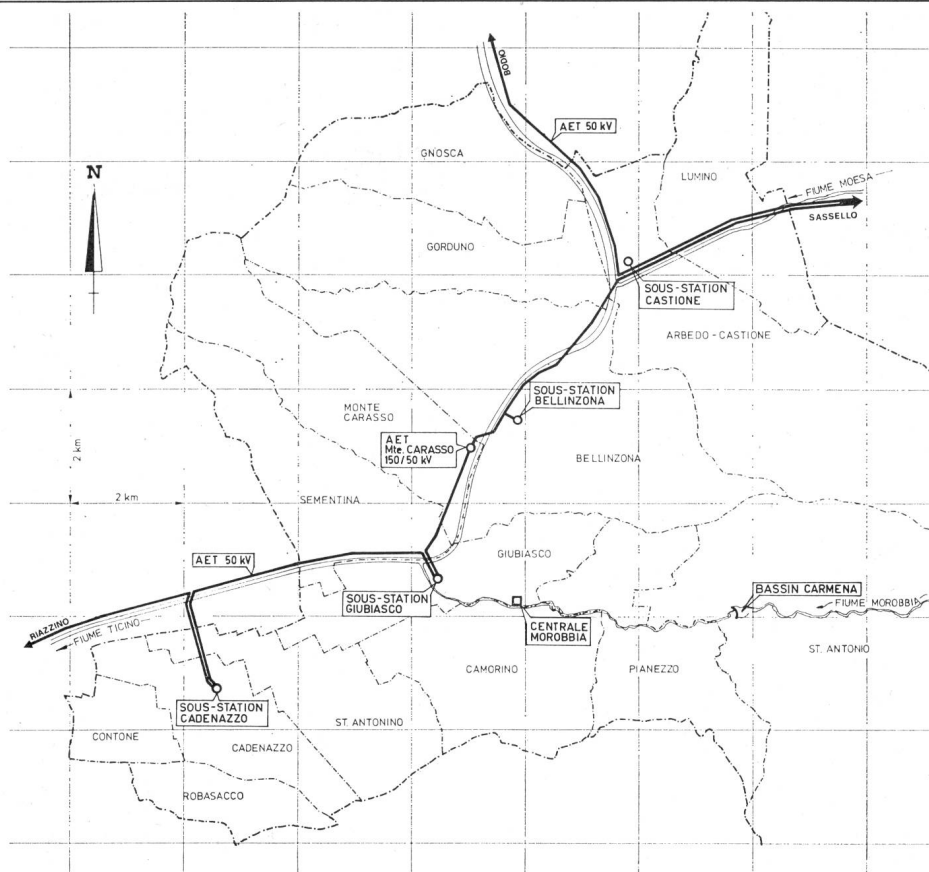 BODIO
AET 50 kV
GNOSCA
LUMINO
FIUME MOESA
SASSELLO
N
GORDUNO
SOUS-STATION
CASTIONE
ARBEDO - CASTIONE
SOUS-STATION
BELLINZONA
MONTE
CARASSO
AET
Mte. CARASSO
150/50 kV
BELLINZONA
2 km
2 km
SEMENTINA
AET 50 kV
GIUBIASCO
SOUS-STATION
GIUBIASCO
BASSIN CARMENA
FIUME MOROBBIA
CENTRALE
MOROBBIA
RIAZZINO
FIUME TICINO
ST. ANTONIO
CAMORINO
PIANEZZO
SOUS-STATION
CADENAZZO
ST. ANTONINO
CONTONE
CADENAZZO
ROBASACCO